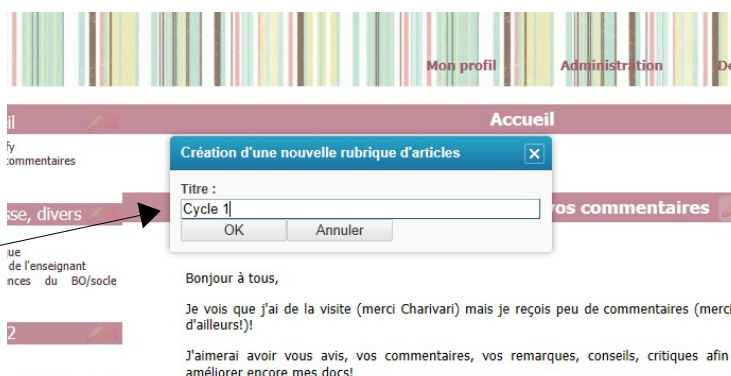 Mon profil Administration
Accueil
commentaires
Création d'une nouvelle rubrique d'articles
Titre :
Cycle 1
OK Annuler
divers
vos commentaires
de l'enseignant
du BO/socle
2
Bonjour à tous,
Je vois que j'ai de la visite (merci Charivari) mais je reçois peu de commentaires (merci
d'ailleurs!)!
J'aimerai avoir vous avis, vos commentaires, vos remarques, conseils, critiques afin
améliorer encore mes docs!